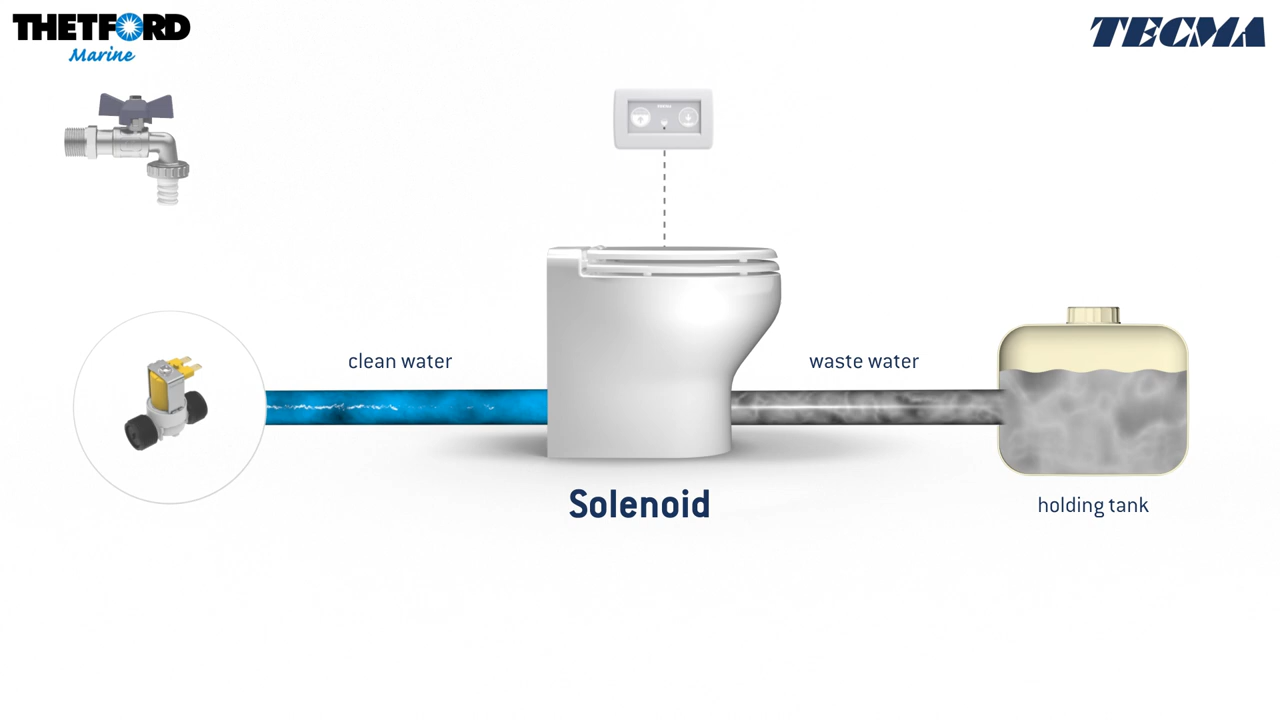 THETFORD
Marine
TECMA
clean water
waste water
Solenoid
holding tank